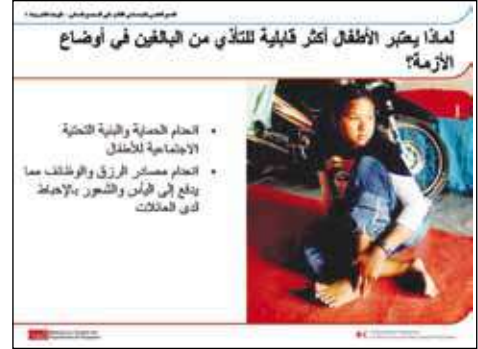 لماذا يعتبر الأطفال أكثر قابلية للتأذي من البالغين في أوضاع
الأزمة؟
• انعدام الحماية والبنية التحتية
الاجتماعية للأطفال
• انعدام مصادر الرزق والوظائف مما
يدفع إلى اليأس والشعور بالإحباط
لدى العائلات